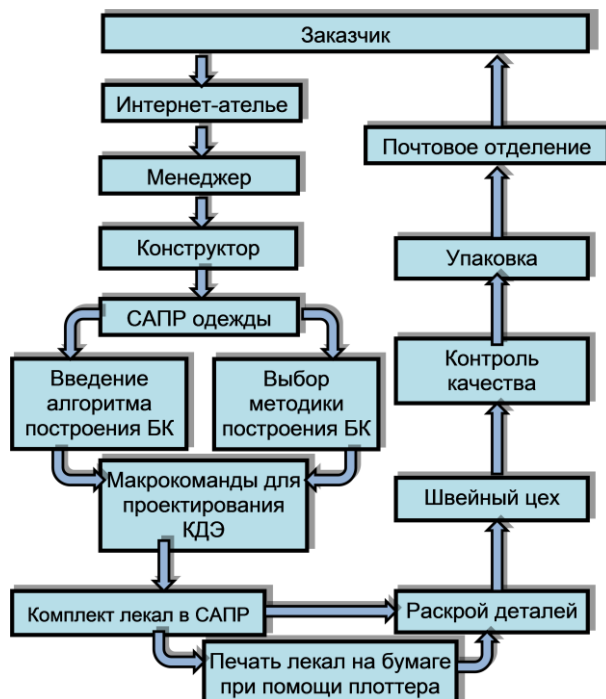 Заказчик
Интернет-ателье
Менеджер
Конструктор
САПР одежды
Введение
алгоритма
построения БК
Выбор
методики
построения БК
Макрокоманды для
проектирования
КДЭ
Комплект лекал в САПР
Печать лекал на бумаге
при помощи плоттера
Раскрой деталей
Швейный цех
Контроль
качества
Упаковка
Почтовое отделение